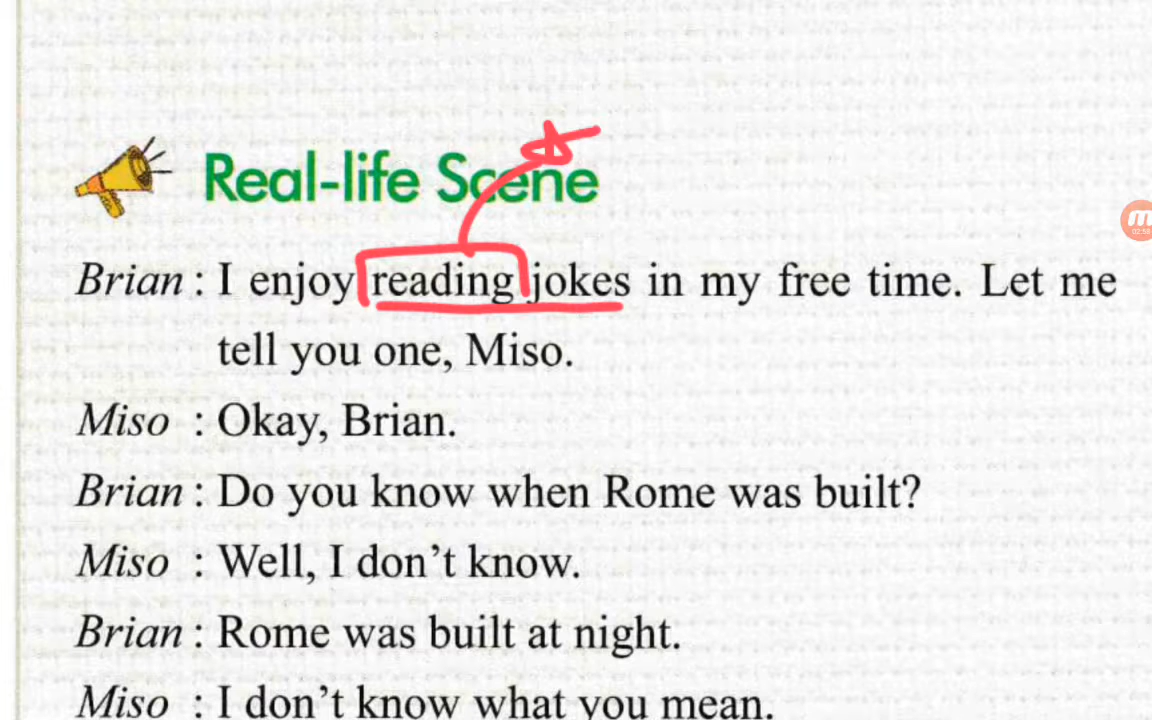 Real-life Scene
Brian : I enjoy reading jokes in my free time. Let me
tell you one, Miso.
Miso : Okay, Brian.
Brian : Do you know when Rome was built?
Miso : Well, I don't know.
Brian : Rome was built at night.
Miso : I don't know what you mean.
02:58